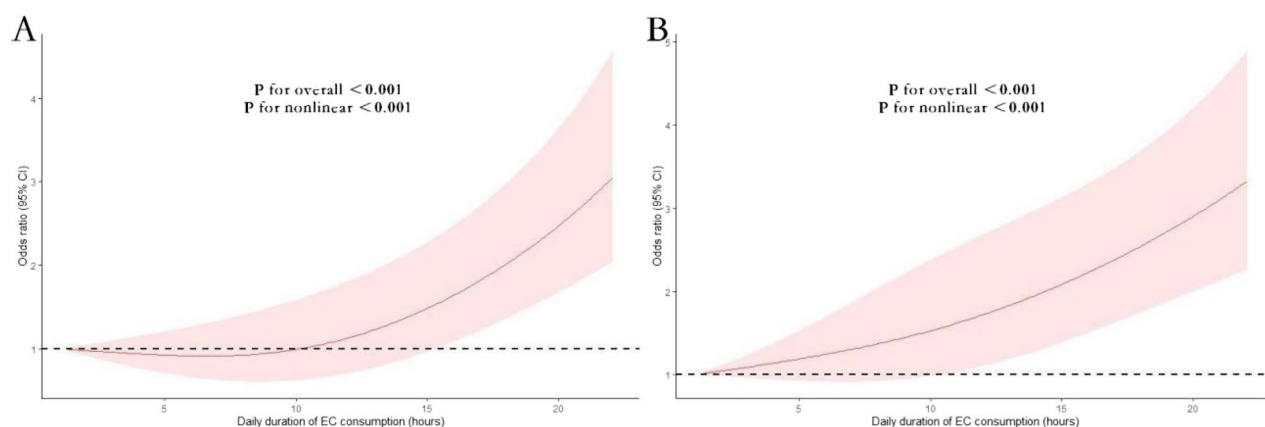 A
P for overall <0.001
P for nonlinear <0.001
4
3
2
1
Odds ratio (95% CI)
5
10
15
20
Daily duration of EC consumption (hours)
B
P for overall <0.001
P for nonlinear <0.001
5
4
3
2
1
Odds ratio (95% CI)
5
10
15
20
Daily duration of EC consumption (hours)